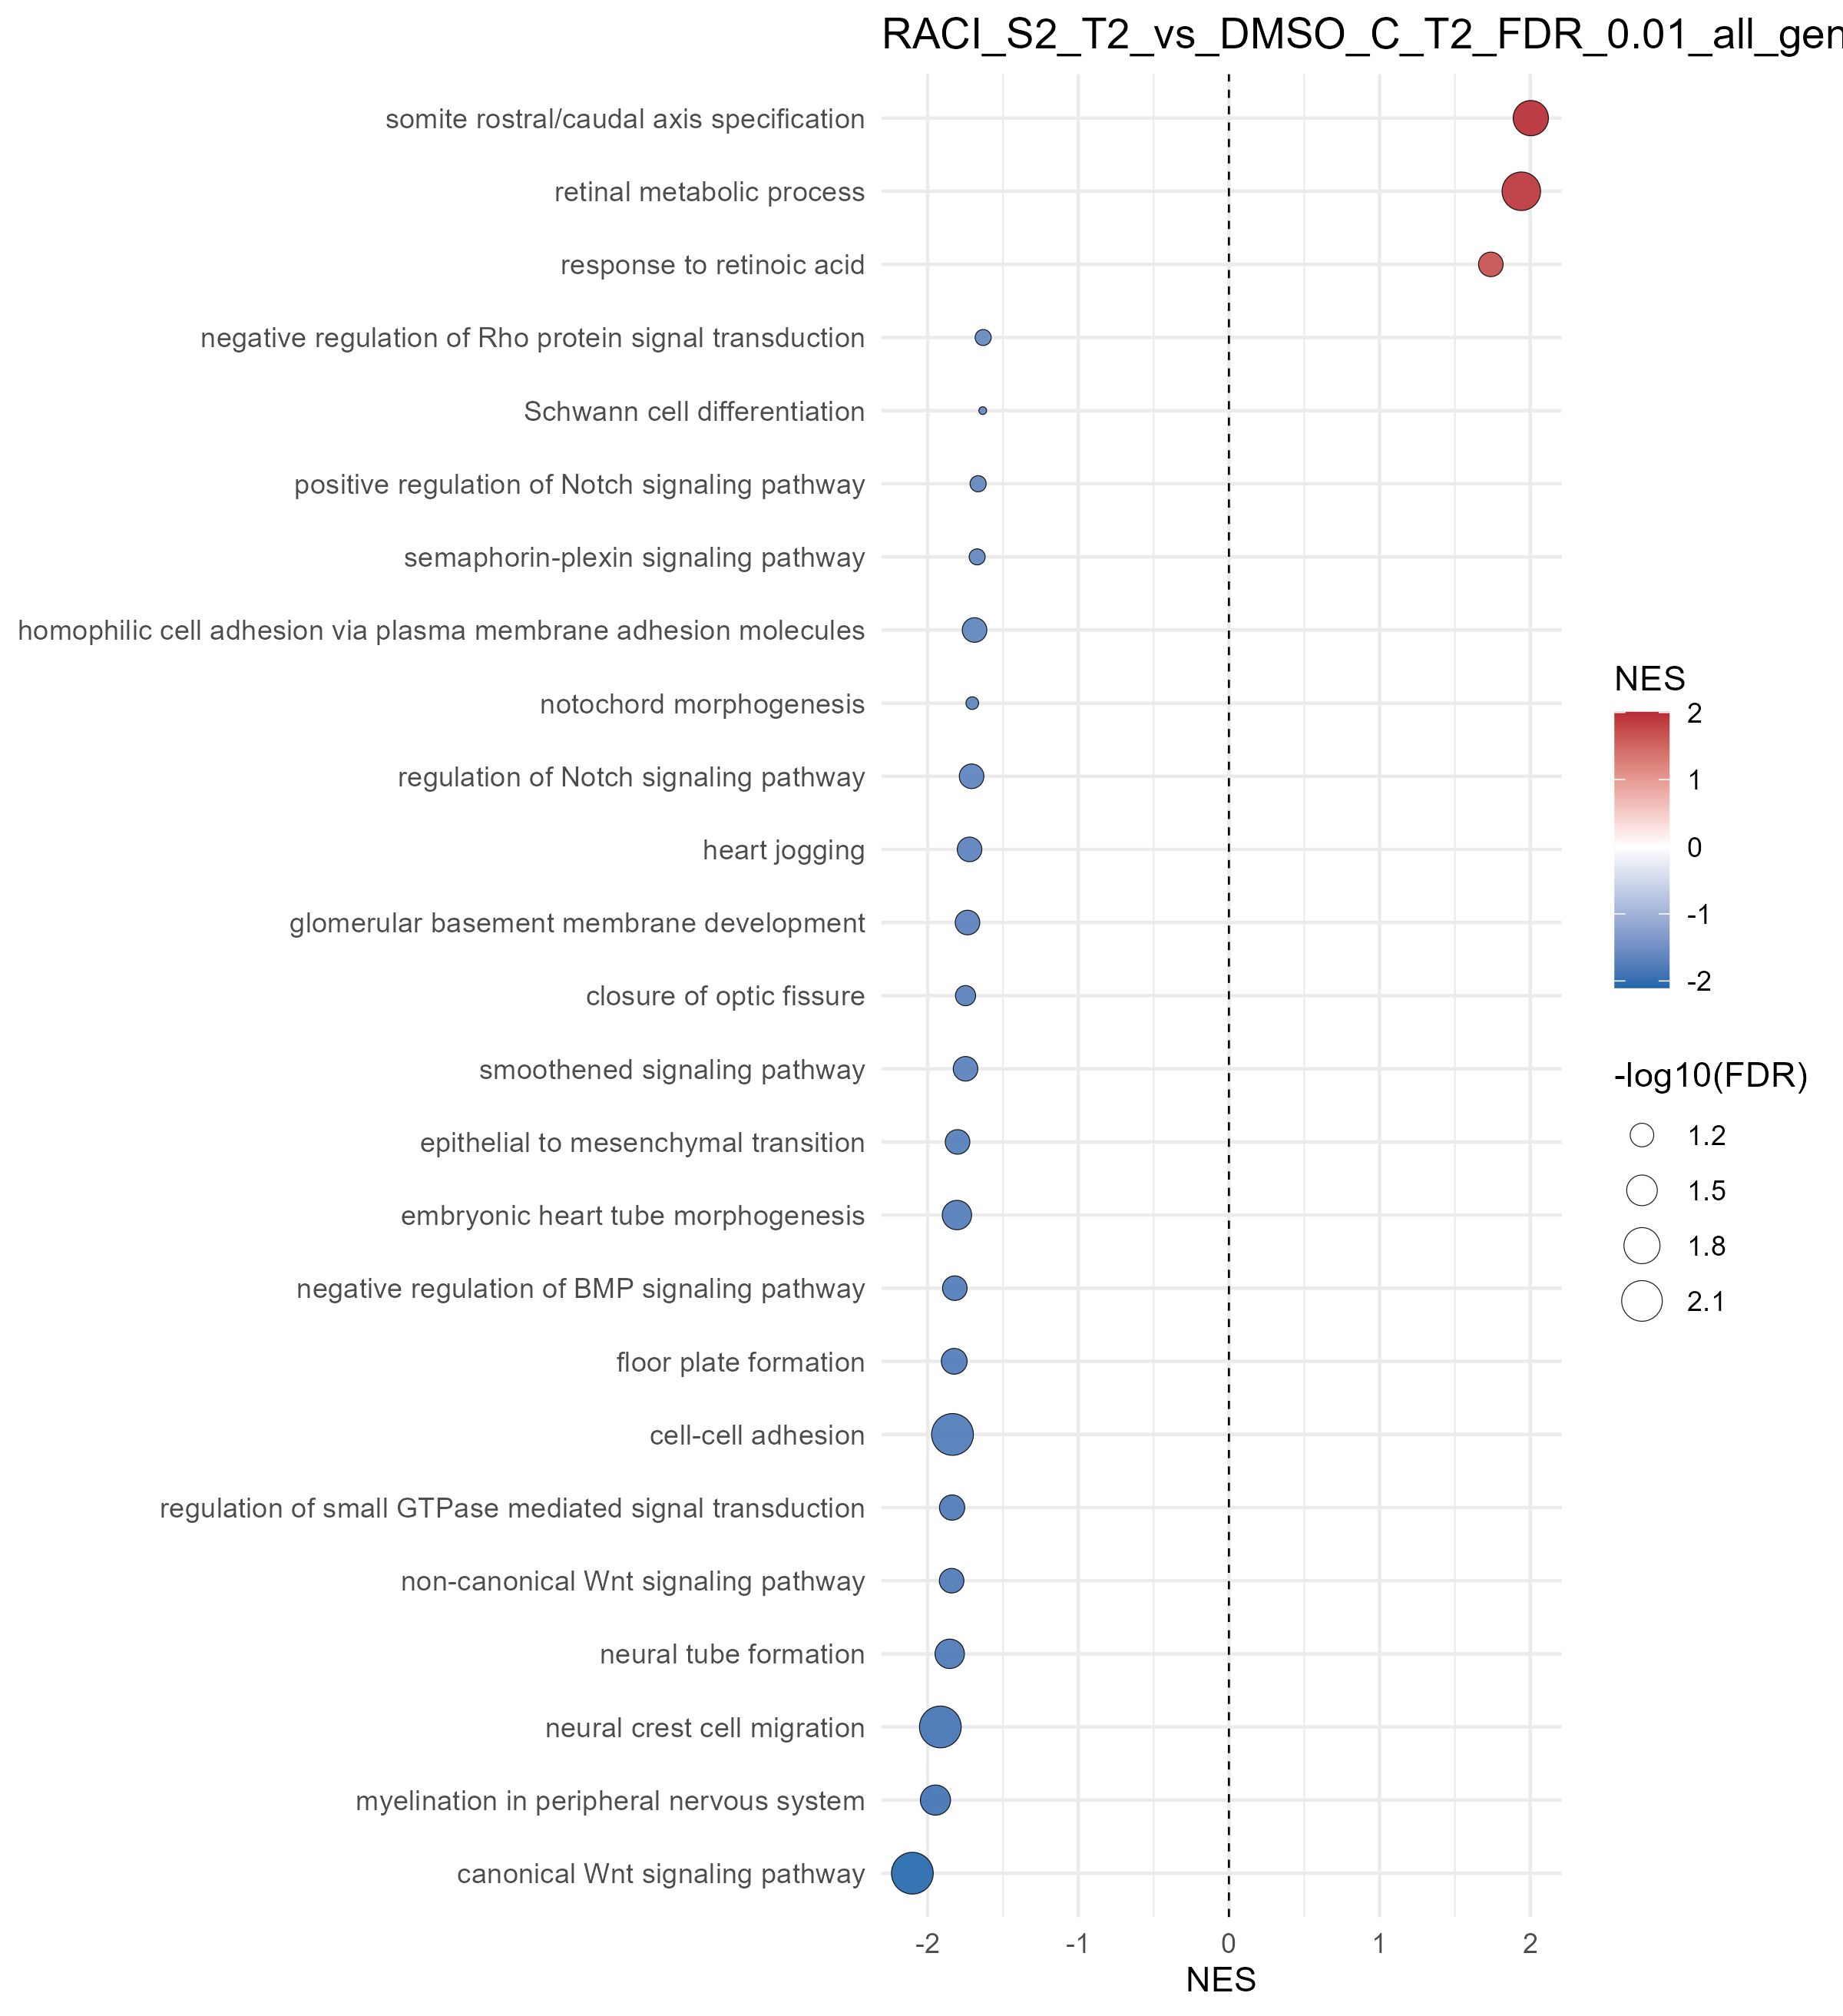 RACI_S2_T2_vs_DMSO_C_T2_FDR_0.01_all_gen
somite rostral/caudal axis specification
retinal metabolic process
response to retinoic acid
negative regulation of Rho protein signal transduction
Schwann cell differentiation
positive regulation of Notch signaling pathway
semaphorin-plexin signaling pathway
homophilic cell adhesion via plasma membrane adhesion molecules
notochord morphogenesis
regulation of Notch signaling pathway
heart jogging
glomerular basement membrane development
closure of optic fissure
smoothened signaling pathway
epithelial to mesenchymal transition
embryonic heart tube morphogenesis
negative regulation of BMP signaling pathway
floor plate formation
cell-cell adhesion
regulation of small GTPase mediated signal transduction
non-canonical Wnt signaling pathway
neural tube formation
neural crest cell migration
myelination in peripheral nervous system
canonical Wnt signaling pathway
-2 -1 0 1 2
NES
NES
2
1
0
-1
-2
-log10(FDR)
1.2
1.5
1.8
2.1